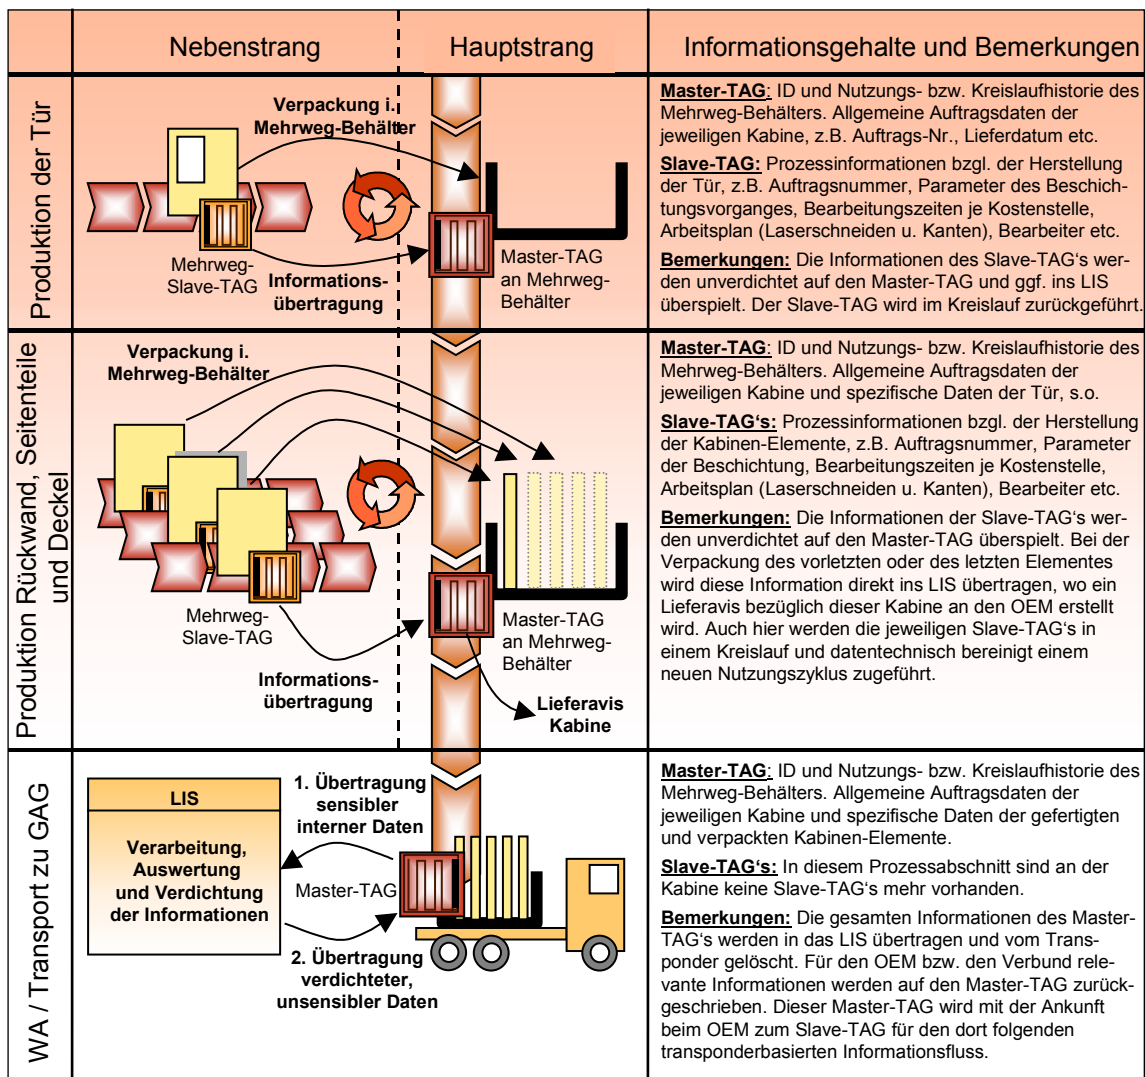 Nebenstrang
Hauptstrang
Informationsgehalte und Bemerkungen
Produktion der Tür
Verpackung i.
Mehrweg-Behälter
Mehrweg-
Slave-TAG
Informations-
übertragung
Master-TAG
an Mehrweg-
Behälter
Master-TAG: ID und Nutzungs- bzw. Kreislaufhistorie des
Mehrweg-Behälters. Allgemeine Auftragsdaten der
jeweiligen Kabine, z.B. Auftrags-Nr., Lieferdatum etc.
Slave-TAG: Prozessinformationen bzgl. der Herstellung
der Tür, z.B. Auftragsnummer, Parameter des Beschich-
tungsvorganges, Bearbeitungszeiten je Kostenstelle,
Arbeitsplan (Laserschneiden u. Kanten), Bearbeiter etc.
Bemerkungen: Die Informationen des Slave-TAG's wer-
den unverdichtet auf den Master-TAG und ggf. ins LIS
überspielt. Der Slave-TAG wird im Kreislauf zurückgeführt.
Produktion Rückwand, Seitenteile
und Deckel
Verpackung i.
Mehrweg-Behälter
Mehrweg-
Slave-TAG
Informations-
übertragung
Master-TAG
an Mehrweg-
Behälter
Lieferavis
Kabine
Master-TAG: ID und Nutzungs- bzw. Kreislaufhistorie des
Mehrweg-Behälters. Allgemeine Auftragsdaten der
jeweiligen Kabine und spezifische Daten der Tür, s.o.
Slave-TAG's: Prozessinformationen bzgl. der Herstellung
der Kabinen-Elemente, z.B. Auftragsnummer, Parameter
der Beschichtung, Bearbeitungszeiten je Kostenstelle,
Arbeitsplan (Laserschneiden u. Kanten), Bearbeiter etc.
Bemerkungen: Die Informationen der Slave-TAG's wer-
den unverdichtet auf den Master-TAG überspielt. Bei der
Verpackung des vorletzten oder des letzten Elementes
wird diese Information direkt ins LIS übertragen, wo ein
Lieferavis bezüglich dieser Kabine an den OEM erstellt
wird. Auch hier werden die jeweiligen Slave-TAG's in
einem Kreislauf und datentechnisch bereinigt einem
neuen Nutzungszyklus zugeführt.
WA / Transport zu GAG
LIS
Verarbeitung,
Auswertung
und Verdichtung
der Informationen
1. Übertragung
sensibler
interner Daten
Master-TAG
2. Übertragung
verdichteter,
unsensibler Daten
Master-TAG: ID und Nutzungs- bzw. Kreislaufhistorie des
Mehrweg-Behälters. Allgemeine Auftragsdaten der
jeweiligen Kabine und spezifische Daten der gefertigten
und verpackten Kabinen-Elemente.
Slave-TAG's: In diesem Prozessabschnitt sind an der
Kabine keine Slave-TAG's mehr vorhanden.
Bemerkungen: Die gesamten Informationen des Master-
TAG's werden in das LIS übertragen und vom Trans-
ponder gelöscht. Für den OEM bzw. den Verbund rele-
vante Informationen werden auf den Master-TAG zurück-
geschrieben. Dieser Master-TAG wird mit der Ankunft
beim OEM zum Slave-TAG für den dort folgenden
transponderbasierten Informationsfluss.